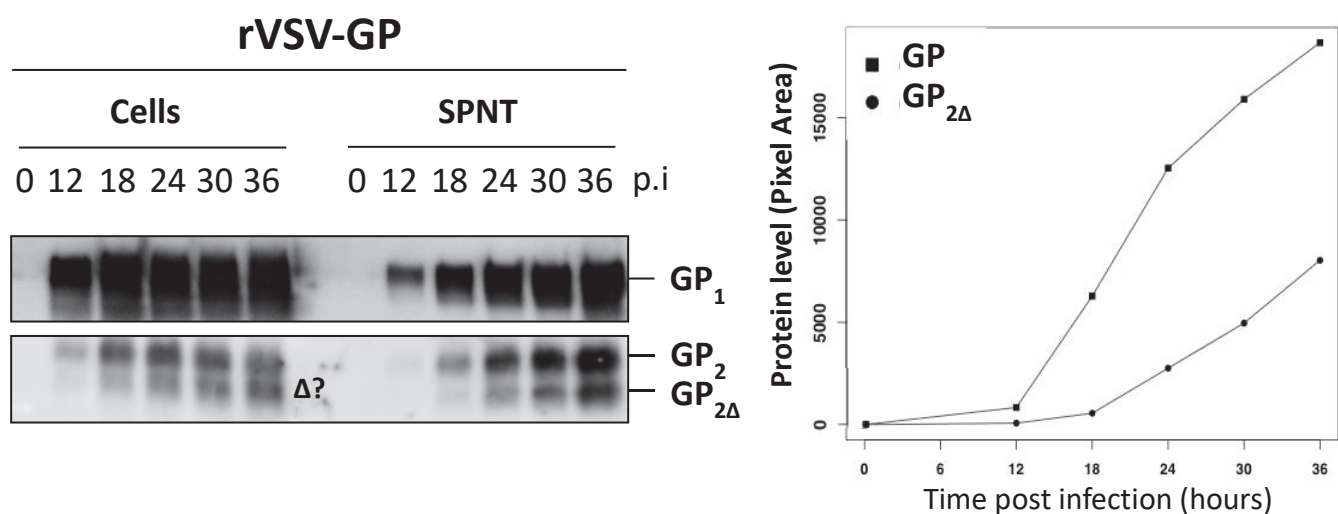 rVSV-GP
Cells SPNT
0 12 18 24 30 36 0 12 18 24 30 36 p.i
GP1
GP2
Δ? GP2Δ
GP
GP2Δ
Protein level (Pixel Area)
15000
10000
5000
0
0 6 12 18 24 30 36
Time post infection (hours)